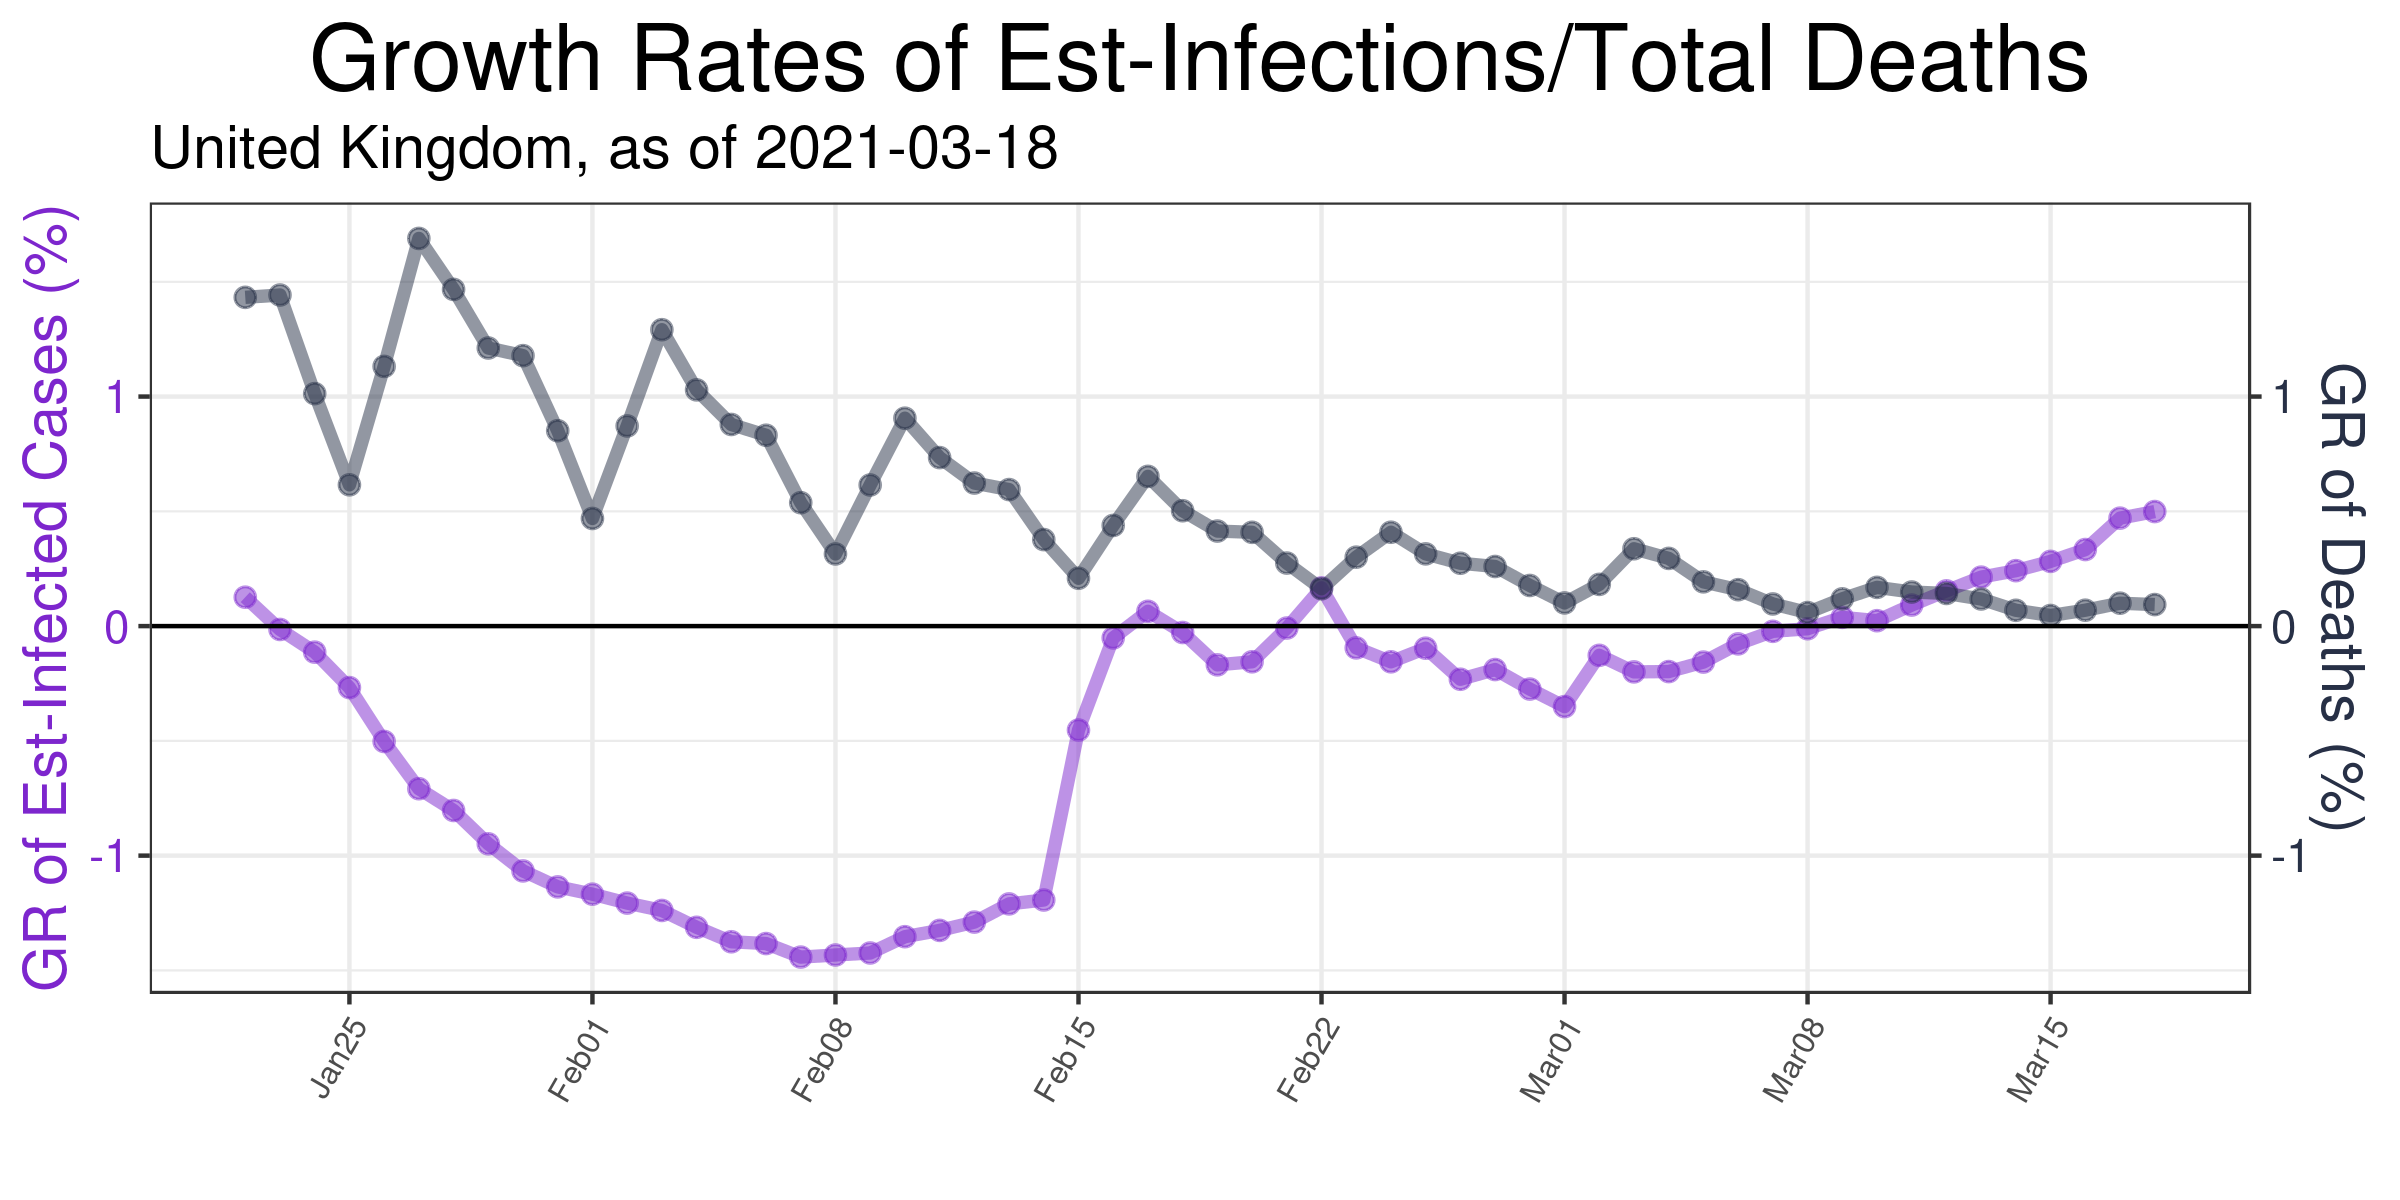 Growth Rates of Est-Infections/Total Deaths
United Kingdom, as of 2021-03-18
GR of Est-Infected Cases (%)
1
0
-1
1
0
-1
GR of Deaths (%)
Jan25
Feb01
Feb08
Feb15
Feb22
Mar01
Mar08
Mar15